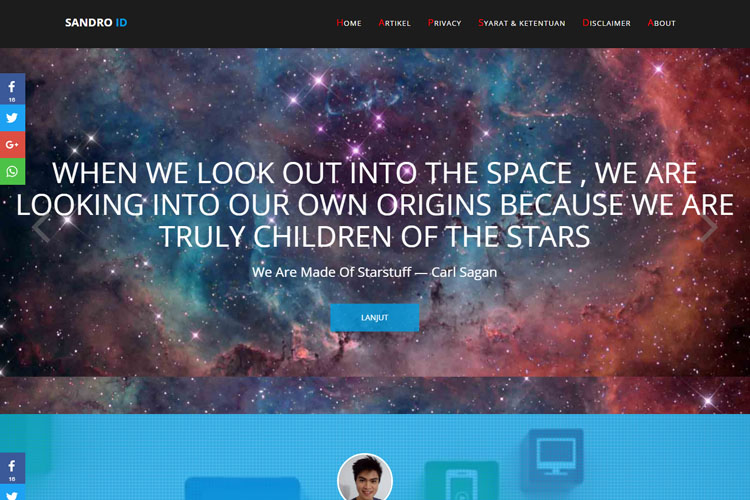 SANDRO ID
HOME ARTIKEL PRIVACY SYARAT & KETENTUAN DISCLAIMER ABOUT
18
G+
WHEN WE LOOK OUT INTO THE SPACE , WE ARE
LOOKING INTO OUR OWN ORIGINS BECAUSE WE ARE
TRULY CHILDREN OF THE STARS
We Are Made Of Starstuff — Carl Sagan
LANJUT
18